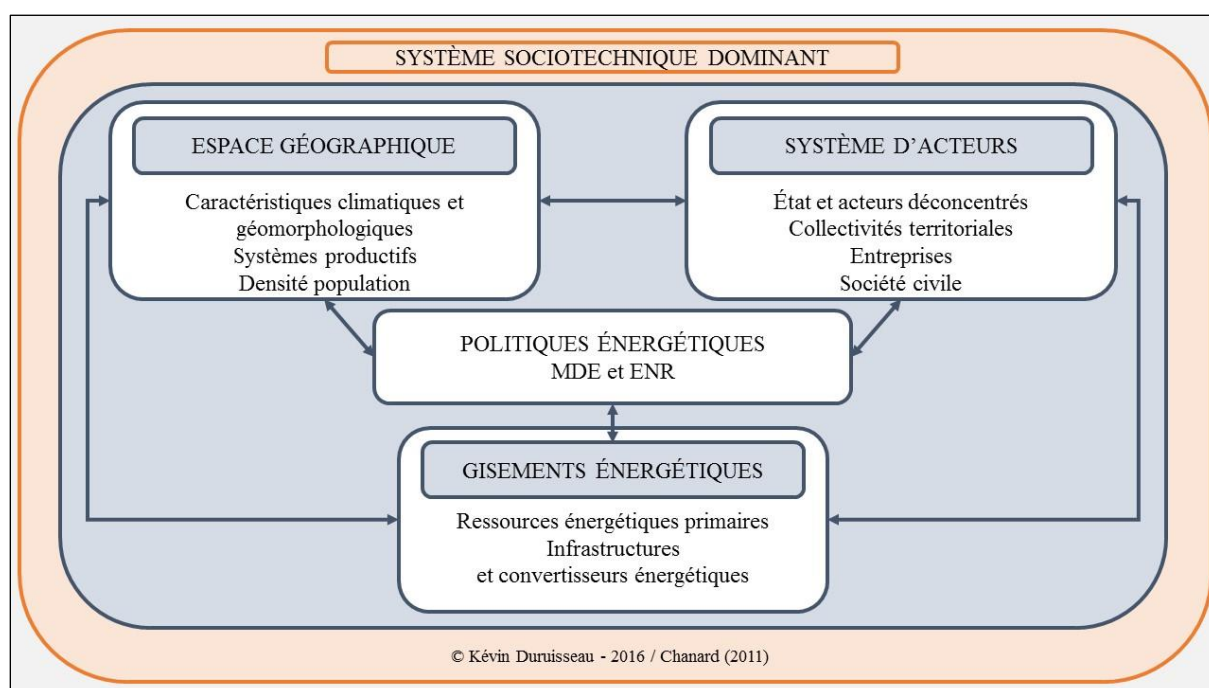 SYSTÈME SOCIOTECHNIQUE DOMINANT
ESPACE GÉOGRAPHIQUE
Caractéristiques climatiques et
géomorphologiques
Systèmes productifs
Densité population
SYSTÈME D’ACTEURS
État et acteurs déconcentrés
Collectivités territoriales
Entreprises
Société civile
POLITIQUES ÉNERGÉTIQUES
MDE et ENR
GISEMENTS ÉNERGÉTIQUES
Ressources énergétiques primaires
Infrastructures
et convertisseurs énergétiques
© Kévin Duruisseau - 2016 / Chanard (2011)